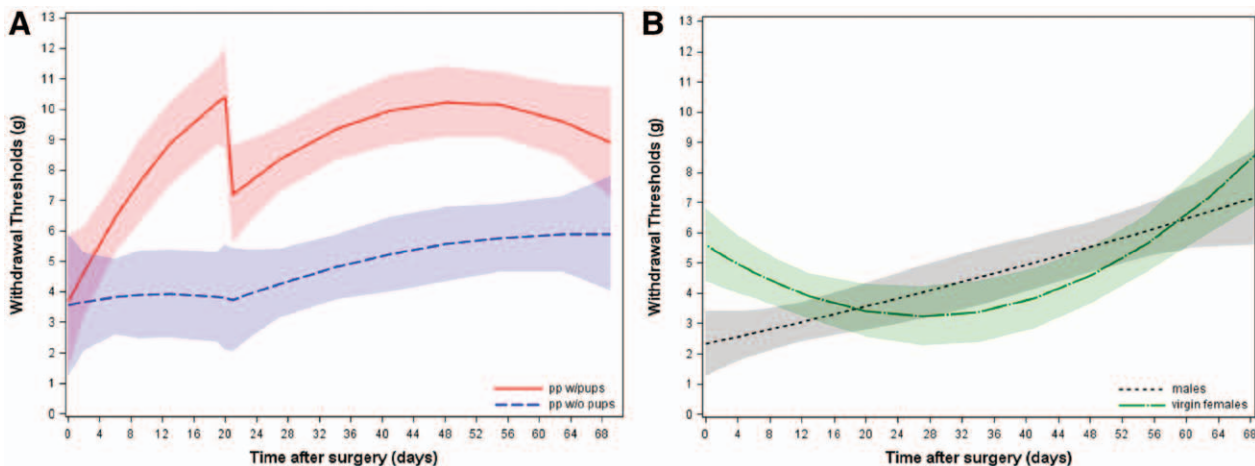 A
Withdrawal Thresholds (g)
13
12
11
10
9
8
7
6
5
4
3
2
1
0
pp w/pups
pp w/o pups
0 4 8 12 16 20 24 28 32 36 40 44 48 52 56 60 64 68
Time after surgery (days)
B
Withdrawal Thresholds (g)
13
12
11
10
9
8
7
6
5
4
3
2
1
0
males
virgin females
0 4 8 12 16 20 24 28 32 36 40 44 48 52 56 60 64 68
Time after surgery (days)